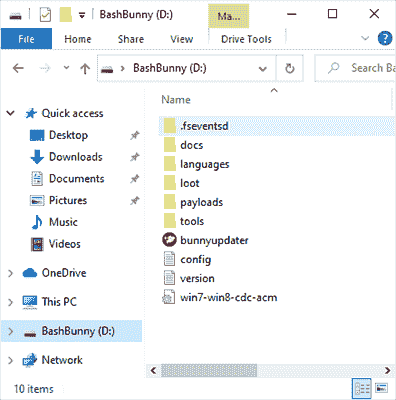 BashBunny (D:)
Ma...
File
Home
Share
View
Drive Tools
BashBunny (D:)
Search Ba
Name
Quick access
Desktop
Downloads
Documents
Pictures
Music
Videos
OneDrive
This PC
BashBunny (D:)
Network
.fseventsd
docs
languages
loot
payloads
tools
bunnyupdater
config
version
win7-win8-cdc-acm
10 items